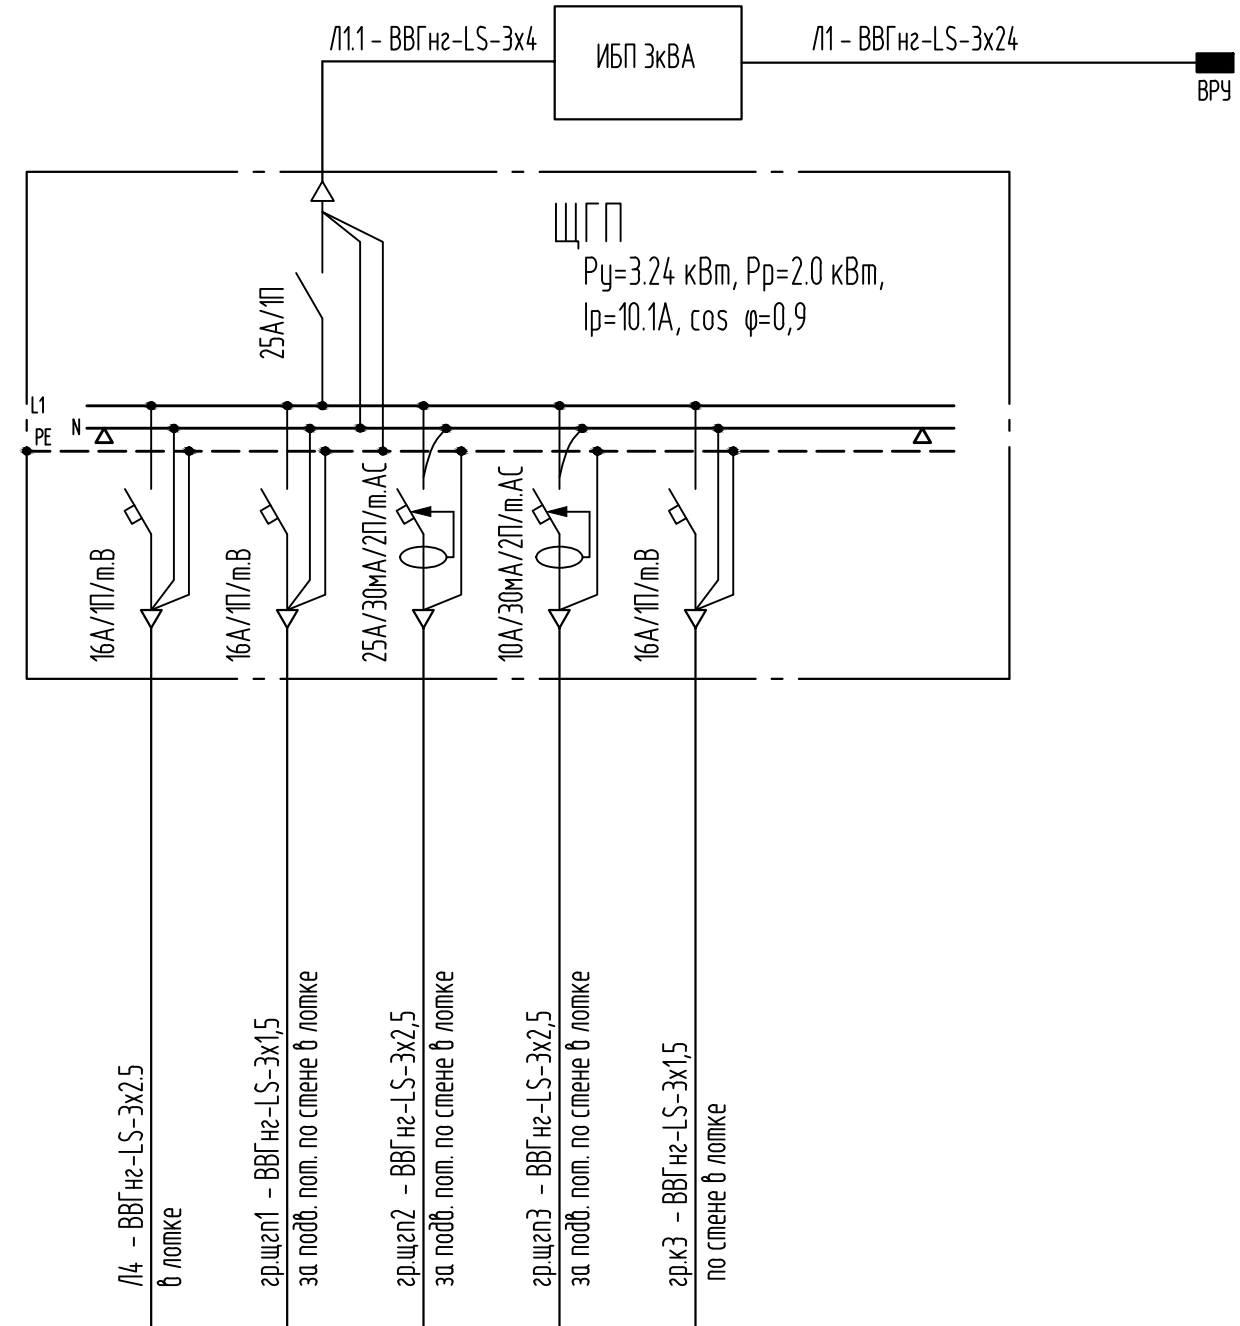 Л1.1 - ВВГнг-LS-3х4
ИБП 3кВА
Л1 - ВВГнг-LS-3х24
ВРУ
ЩГП
Ру=3.24 кВт, Рр=2.0 кВт,
Iр=10.1А, cos φ=0,9
25А/1П
L1
N
PE
16А/1П/т.В
16А/1П/т.В
25А/30мА/2П/т.АС
10А/30мА/2П/т.АС
16А/1П/т.В
Л4 - ВВГнг-LS-3х2.5
в лотке
гр.щгп1 - ВВГнг-LS-3х1,5
за подв. пот. по стене в лотке
гр.щгп2 - ВВГнг-LS-3х2,5
за подв. пот. по стене в лотке
гр.щгп3 - ВВГнг-LS-3х2,5
за подв. пот. по стене в лотке
гр.к3 - ВВГнг-LS-3х1,5
по стене в лотке